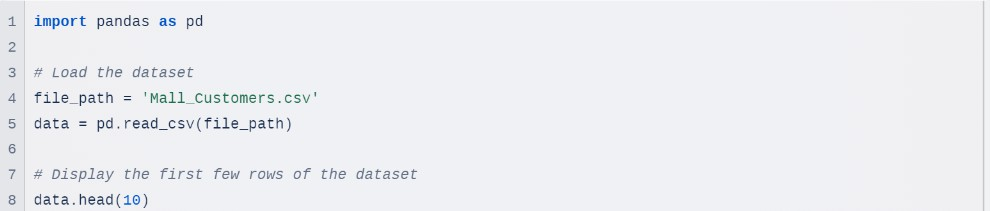 1 import pandas as pd
2
3 # Load the dataset
4 file_path = 'Mall_Customers.csv'
5 data = pd.read_csv(file_path)
6
7 # Display the first few rows of the dataset
8 data.head(10)